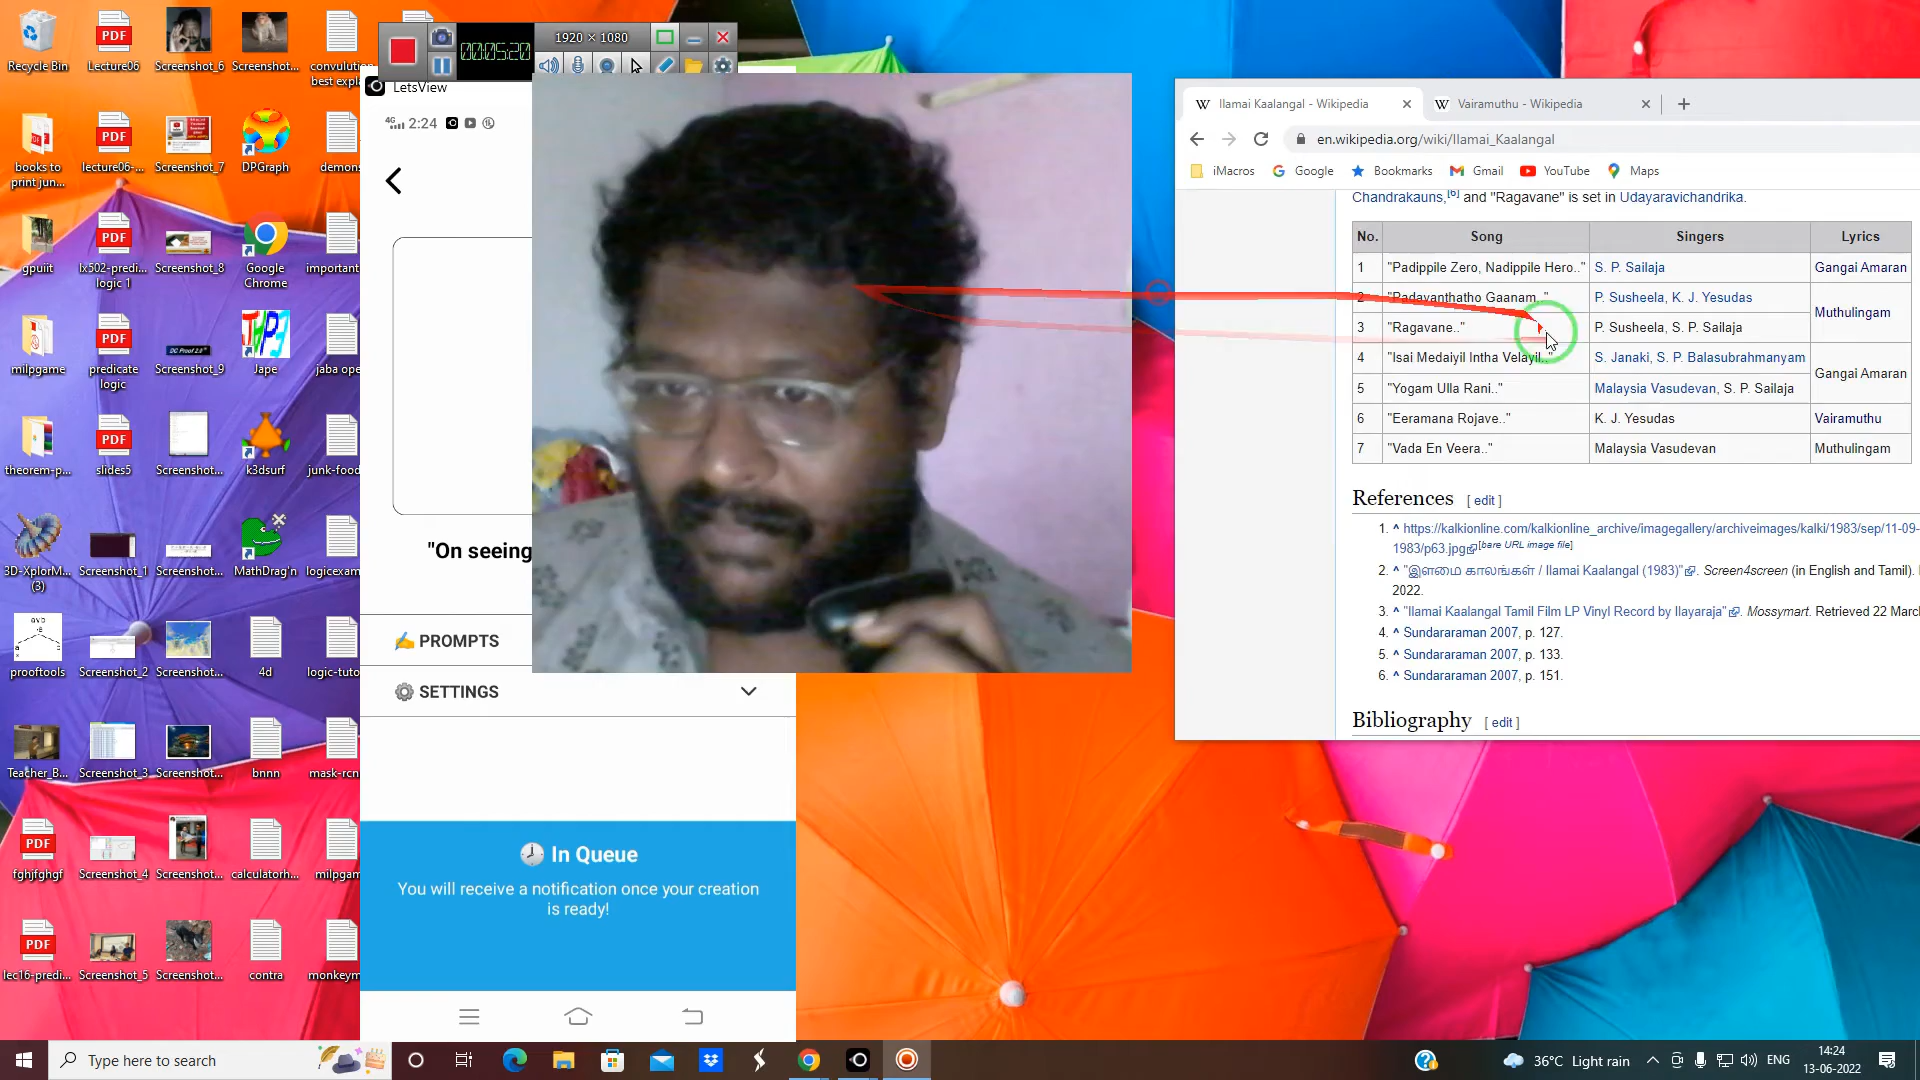 Recycle Bin
Lecture06
Screenshot_6
Screenshot...
convulution
best expla
books to
print jun...
lecture06-...
Screenshot_7
DPGraph
demons
gpuiit
lx502-predi...
logic 1
Screenshot_8
Google
Chrome
important
milpgame
predicate
logic
Screenshot_9
Jape
jaba ope
theorem-p...
slides5
Screenshot...
k3dsurf
junk-food
3D-XplorM...
(3)
Screenshot_1
Screenshot...
MathDrag'n
logicexam
prooftools
Screenshot_2
Screenshot...
4d
logic-tuto
Teacher_B...
Screenshot_3
Screenshot...
bnnn
mask-rcn
fghjfghgf
Screenshot_4
Screenshot...
calculatorh...
milpgam
lec16-predi...
Screenshot_5
Screenshot...
contra
monkeym
00:05:20
1920 × 1080
LetsView
4G 2:24
"On seeing
PROMPTS
SETTINGS
In Queue
You will receive a notification once your creation
is ready!
Ilamai Kaalangal - Wikipedia
Vairamuthu - Wikipedia
en.wikipedia.org/wiki/Ilamai_Kaalangal
iMacros Google Bookmarks Gmail YouTube Maps
Chandrakauns,[6] and "Ragavane" is set in Udayaravichandrika.
No. Song Singers Lyrics
1 "Padippile Zero, Nadippile Hero.." S. P. Sailaja Gangai Amaran
2 "Padavanthatho Gaanam.." P. Susheela, K. J. Yesudas Muthulingam
3 "Ragavane.." P. Susheela, S. P. Sailaja
4 "Isai Medaiyil Intha Velayil.." S. Janaki, S. P. Balasubrahmanyam Gangai Amaran
5 "Yogam Ulla Rani.." Malaysia Vasudevan, S. P. Sailaja
6 "Eeramana Rojave.." K. J. Yesudas Vairamuthu
7 "Vada En Veera.." Malaysia Vasudevan Muthulingam
References [ edit ]
1. ^ https://kalkionline.com/kalkionline_archive/imagegallery/archiveimages/kalki/1983/sep/11-09-
1983/p63.jpg[bare URL image file]
2. ^ "இளமை காலங்கள் / Ilamai Kaalangal (1983)". Screen4screen (in English and Tamil).
2022.
3. ^ "Ilamai Kaalangal Tamil Film LP Vinyl Record by Ilayaraja". Mossymart. Retrieved 22 March
4. ^ Sundararaman 2007, p. 127.
5. ^ Sundararaman 2007, p. 133.
6. ^ Sundararaman 2007, p. 151.
Bibliography [ edit ]
Type here to search
36°C Light rain
ENG
14:24
13-06-2022